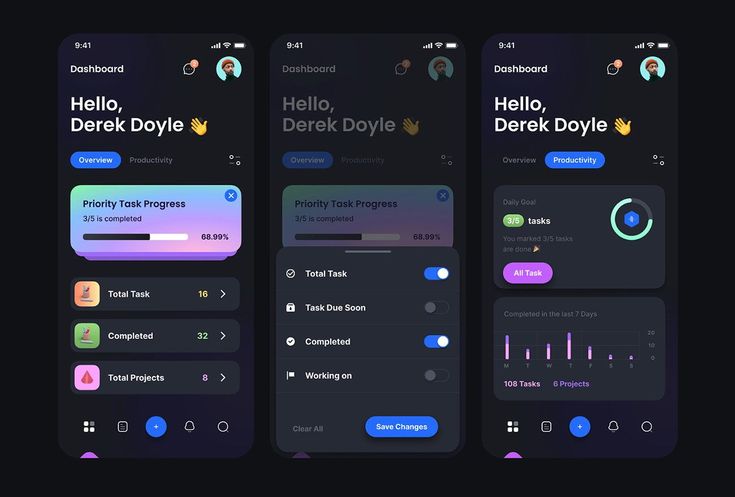 9:41
Dashboard
Hello,
Derek Doyle 👋
Overview
Productivity
Priority Task Progress
3/5 is completed
68.99%
Total Task
16
Completed
32
Total Projects
8
9:41
Dashboard
Hello,
Derek Doyle 👋
Overview
Productivity
Priority Task Progress
3/5 is completed
68.99%
Total Task
Task Due Soon
Completed
Working on
Clear All
Save Changes
9:41
Dashboard
Hello,
Derek Doyle 👋
Overview
Productivity
Daily Goal
3/5 tasks
You marked 3/5 tasks
are done 🎉
All Task
Completed in the last 7 Days
20
10
0
M T W T F S S
108 Tasks
6 Projects